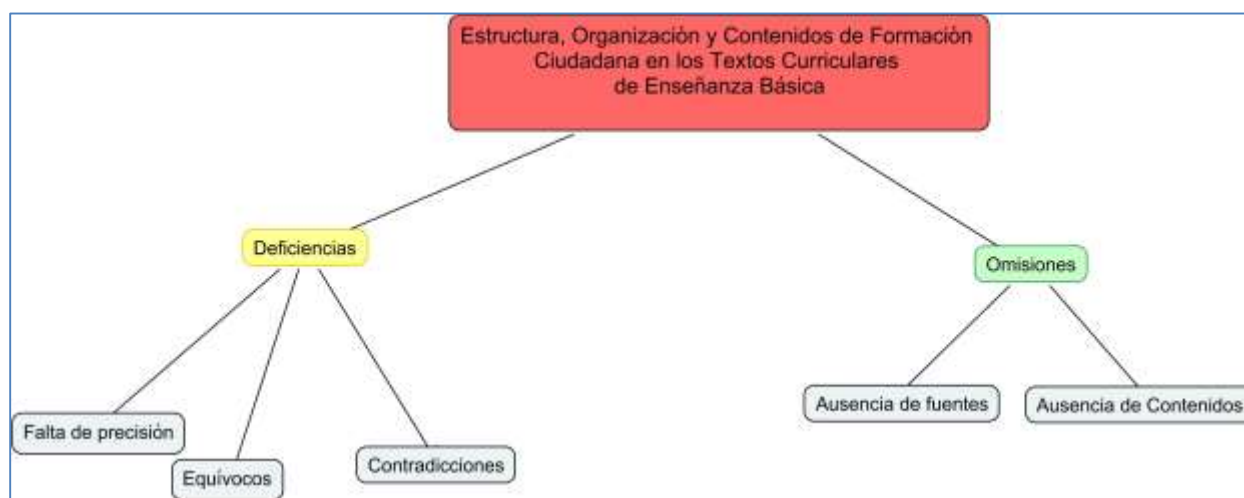 Estructura, Organización y Contenidos de Formación
Ciudadana en los Textos Curriculares
de Enseñanza Básica
Deficiencias
Omisiones
Falta de precisión
Equívocos
Contradicciones
Ausencia de fuentes
Ausencia de Contenidos